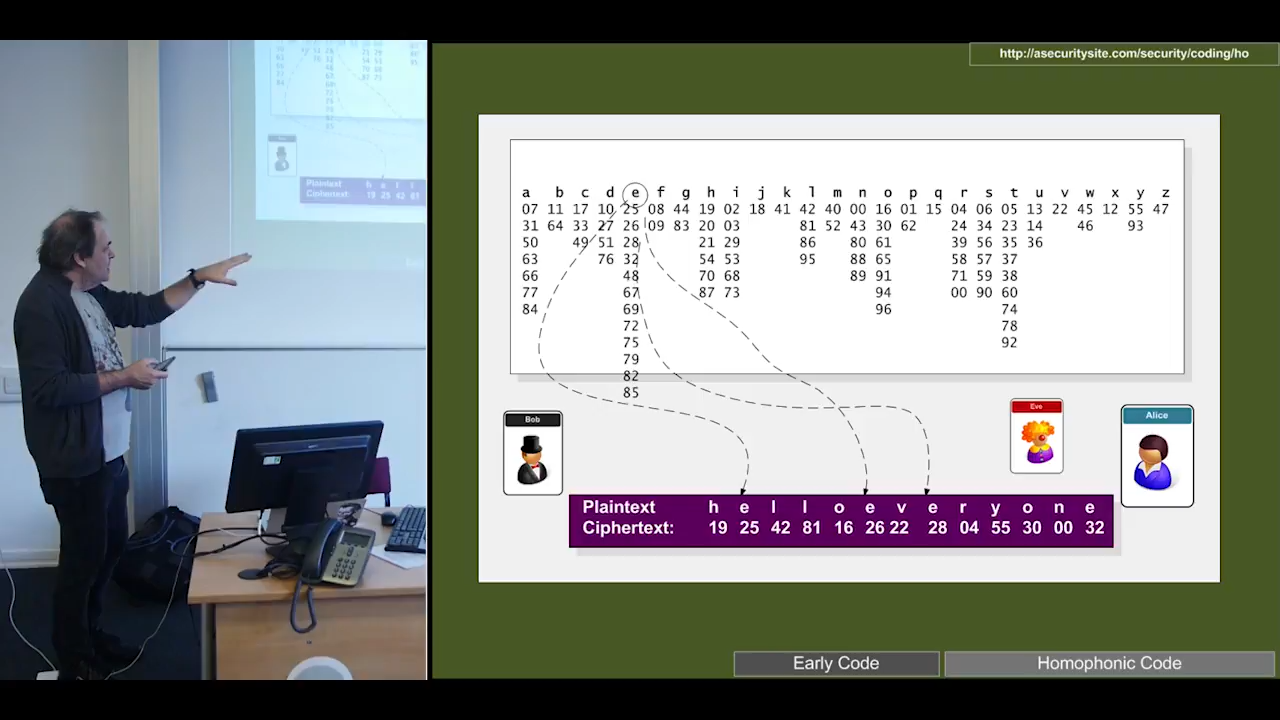 http://asecuritysite.com/security/coding/ho
a b c d e f g h i j k l m n o p q r s t u v w x y z
07 11 17 10 25 08 44 19 02 18 41 42 40 00 16 01 15 04 06 05 13 22 45 12 55 47
31 64 33 27 26 09 83 20 03 81 52 43 30 62 24 34 23 14 46 93
50 49 51 28 21 29 86 80 61 39 56 35 36
63 76 32 54 53 95 88 65 58 57 37
66 48 70 68 89 91 71 59 38
77 67 87 73 94 00 90 60
84 69 96 74
72 78
75 92
79
82
85
Bob
Eve
Alice
Plaintext h e l l o e v e r y o n e
Ciphertext: 19 25 42 81 16 26 22 28 04 55 30 00 32
Early Code
Homophonic Code
Plaintext h e l l
Ciphertext: 19 25 42 81